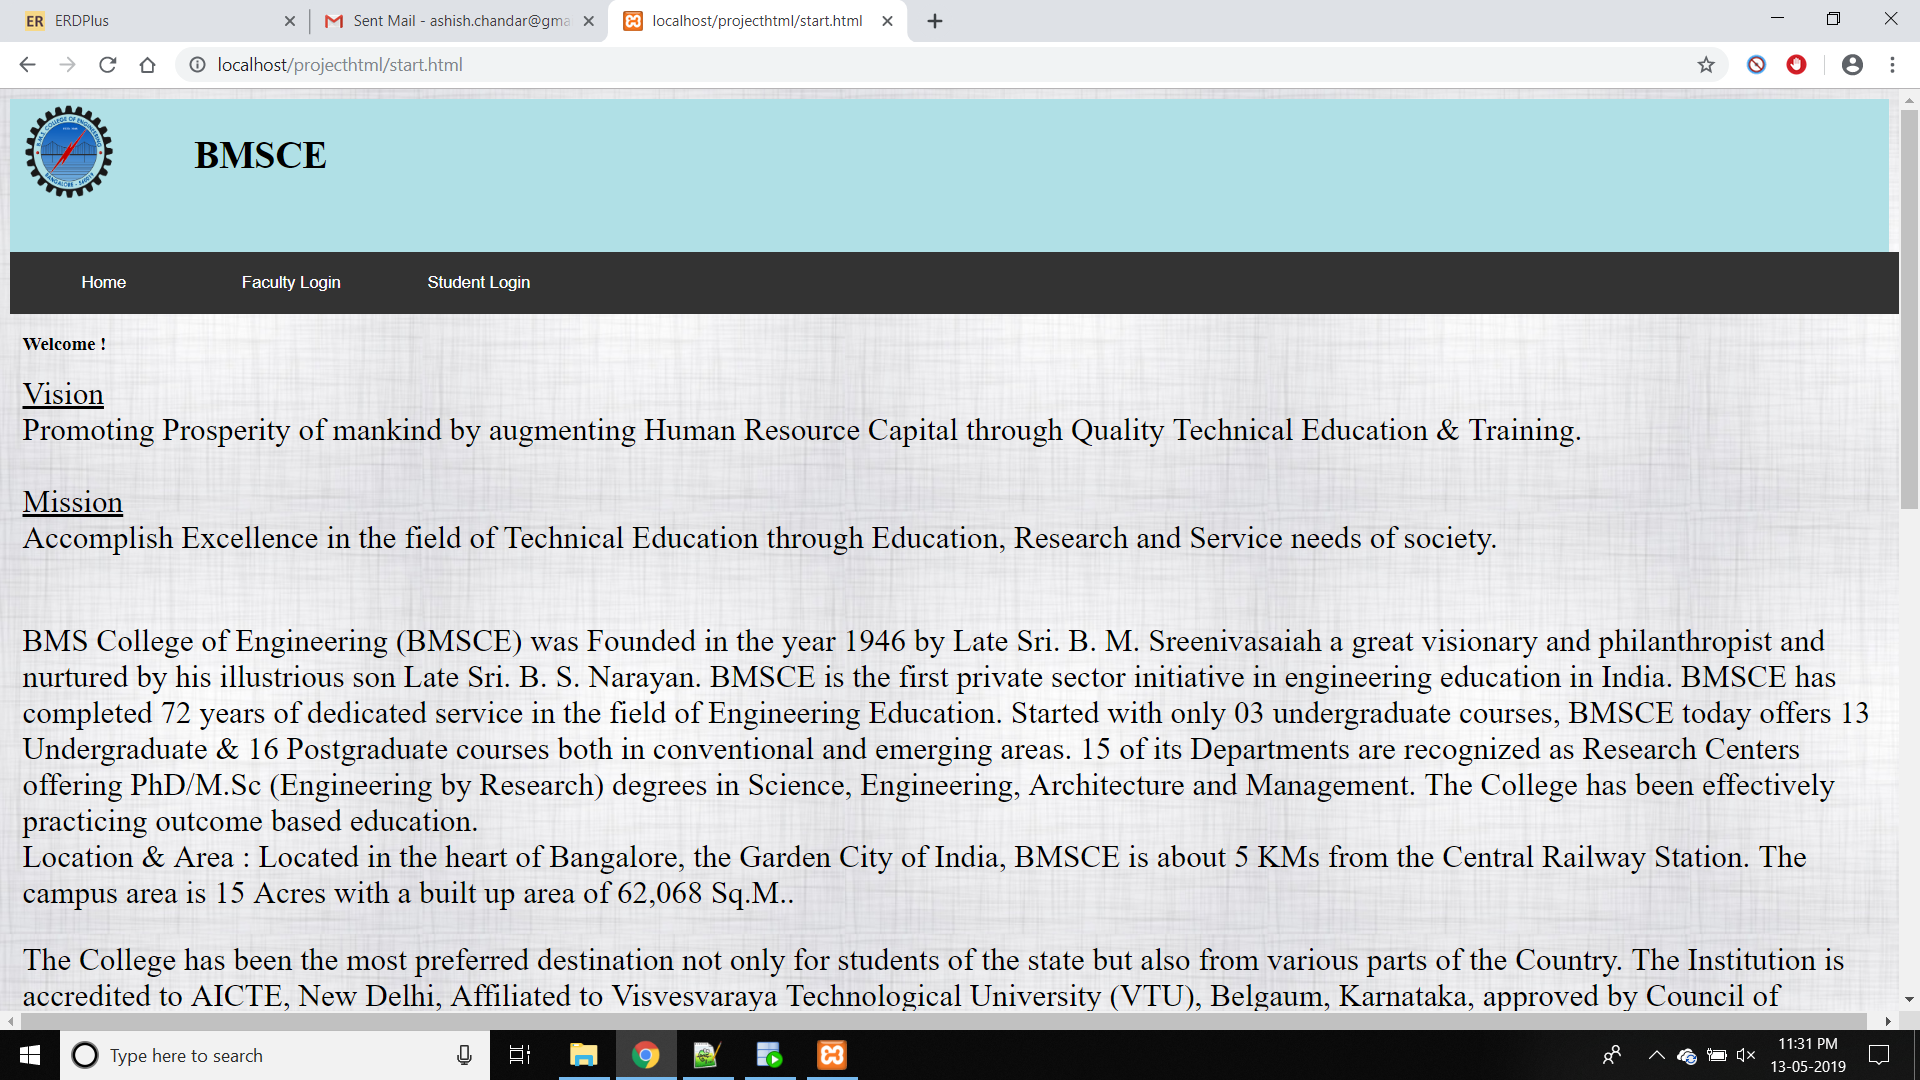 ER ERDPlus
Sent Mail - ashish.chandar@gma
localhost/projecthtml/start.html
localhost/projecthtml/start.html
B.M.S. COLLEGE OF ENGINEERING
BANGALORE - 560019
BMSCE
Home
Faculty Login
Student Login
Welcome !
Vision
Promoting Prosperity of mankind by augmenting Human Resource Capital through Quality Technical Education & Training.
Mission
Accomplish Excellence in the field of Technical Education through Education, Research and Service needs of society.
BMS College of Engineering (BMSCE) was Founded in the year 1946 by Late Sri. B. M. Sreenivasaiah a great visionary and philanthropist and
nurtured by his illustrious son Late Sri. B. S. Narayan. BMSCE is the first private sector initiative in engineering education in India. BMSCE has
completed 72 years of dedicated service in the field of Engineering Education. Started with only 03 undergraduate courses, BMSCE today offers 13
Undergraduate & 16 Postgraduate courses both in conventional and emerging areas. 15 of its Departments are recognized as Research Centers
offering PhD/M.Sc (Engineering by Research) degrees in Science, Engineering, Architecture and Management. The College has been effectively
practicing outcome based education.
Location & Area : Located in the heart of Bangalore, the Garden City of India, BMSCE is about 5 KMs from the Central Railway Station. The
campus area is 15 Acres with a built up area of 62,068 Sq.M..
The College has been the most preferred destination not only for students of the state but also from various parts of the Country. The Institution is
accredited to AICTE, New Delhi, Affiliated to Visvesvaraya Technological University (VTU), Belgaum, Karnataka, approved by Council of
Type here to search
11:31 PM
13-05-2019